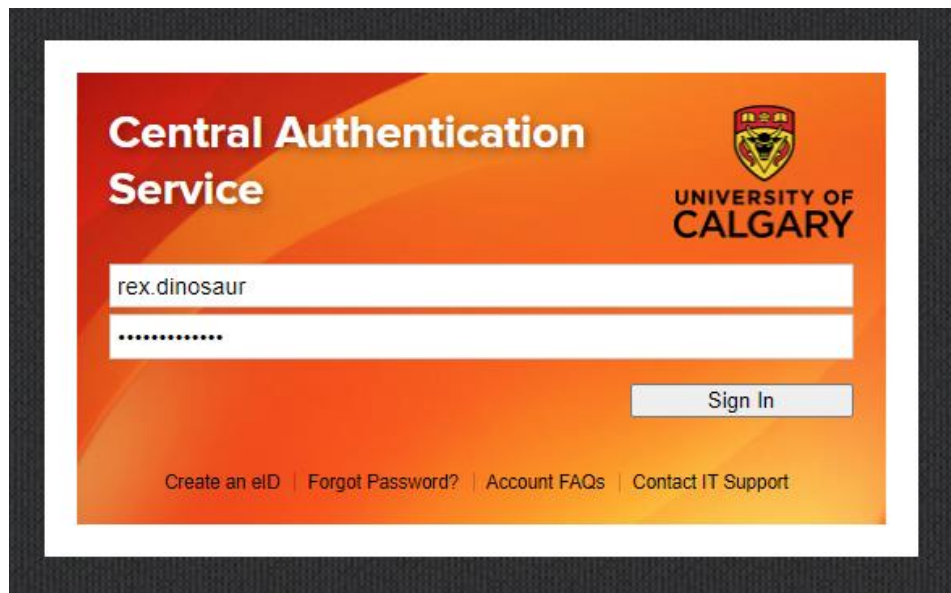 Central Authentication
Service
UNIVERSITY OF
CALGARY
rex.dinosaur
•••••••••••••
Sign In
Create an eID | Forgot Password? | Account FAQs | Contact IT Support